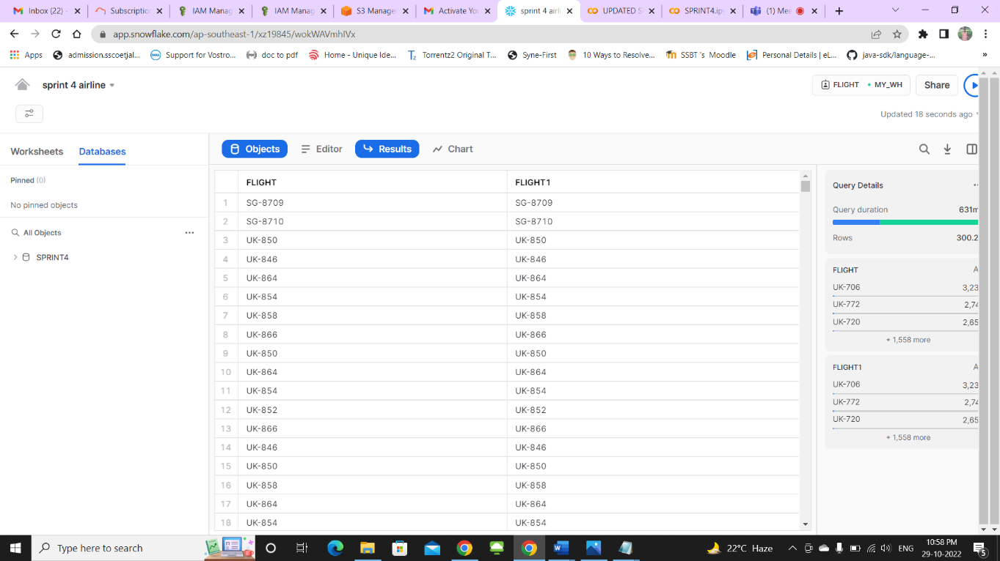 Inbox (22) -
Subscriptio
IAM Manag
IAM Manag
S3 Manage
Activate Yo
sprint 4 airl
UPDATED S
SPRINT4.ip
(1) Mee
app.snowflake.com/ap-southeast-1/xz19845/wokWAVmhIVx
Apps
admission.sscoetjal...
Support for Vostro...
doc to pdf
Home - Unique Ide...
Torrentz2 Original T...
Syne-First
10 Ways to Resolve...
SSBT 's Moodle
Personal Details | eL...
java-sdk/language-...
»
sprint 4 airline
FLIGHT • MY_WH
Share
Updated 18 seconds ago
Worksheets
Databases
Objects
Editor
Results
Chart
Pinned (0)
No pinned objects
All Objects
SPRINT4
FLIGHT FLIGHT1
1 SG-8709 SG-8709
2 SG-8710 SG-8710
3 UK-850 UK-850
4 UK-846 UK-846
5 UK-864 UK-864
6 UK-854 UK-854
7 UK-858 UK-858
8 UK-866 UK-866
9 UK-850 UK-850
10 UK-864 UK-864
11 UK-854 UK-854
12 UK-852 UK-852
13 UK-866 UK-866
14 UK-846 UK-846
15 UK-850 UK-850
16 UK-858 UK-858
17 UK-864 UK-864
18 UK-854 UK-854
Query Details
Query duration 631m
Rows 300.2
FLIGHT A
UK-706 3,23
UK-772 2,74
UK-720 2,65
+ 1,558 more
FLIGHT1 A
UK-706 3,23
UK-772 2,74
UK-720 2,65
+ 1,558 more
Type here to search
22°C Haze
ENG
10:58 PM
29-10-2022
5